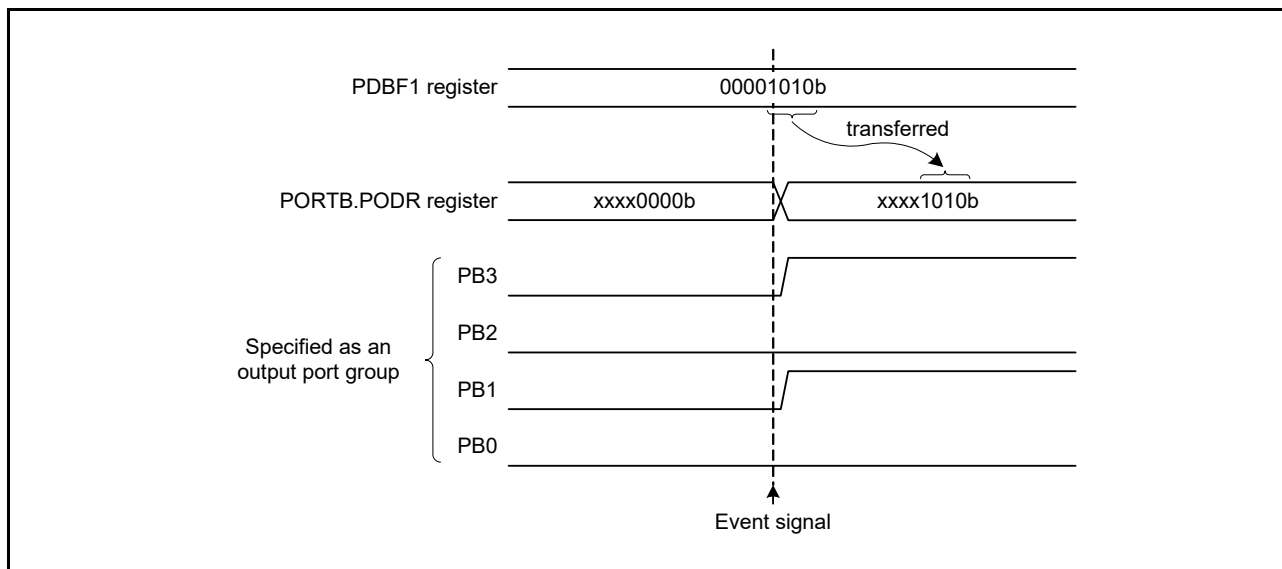 PDBF1 register
00001010b
transferred
PORTB.PODR register
xxxx0000b
xxxx1010b
PB3
PB2
PB1
PB0
Specified as an
output port group
Event signal